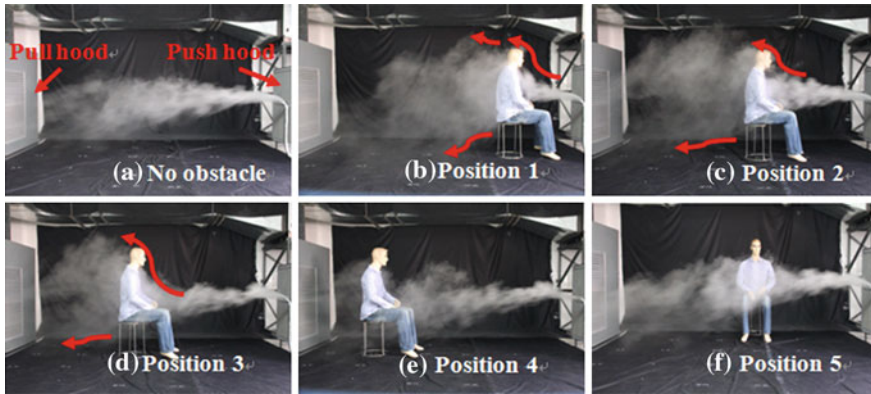 Pull hood
Push hood
(a) No obstacle
(b) Position 1
(c) Position 2
(d) Position 3
(e) Position 4
(f) Position 5